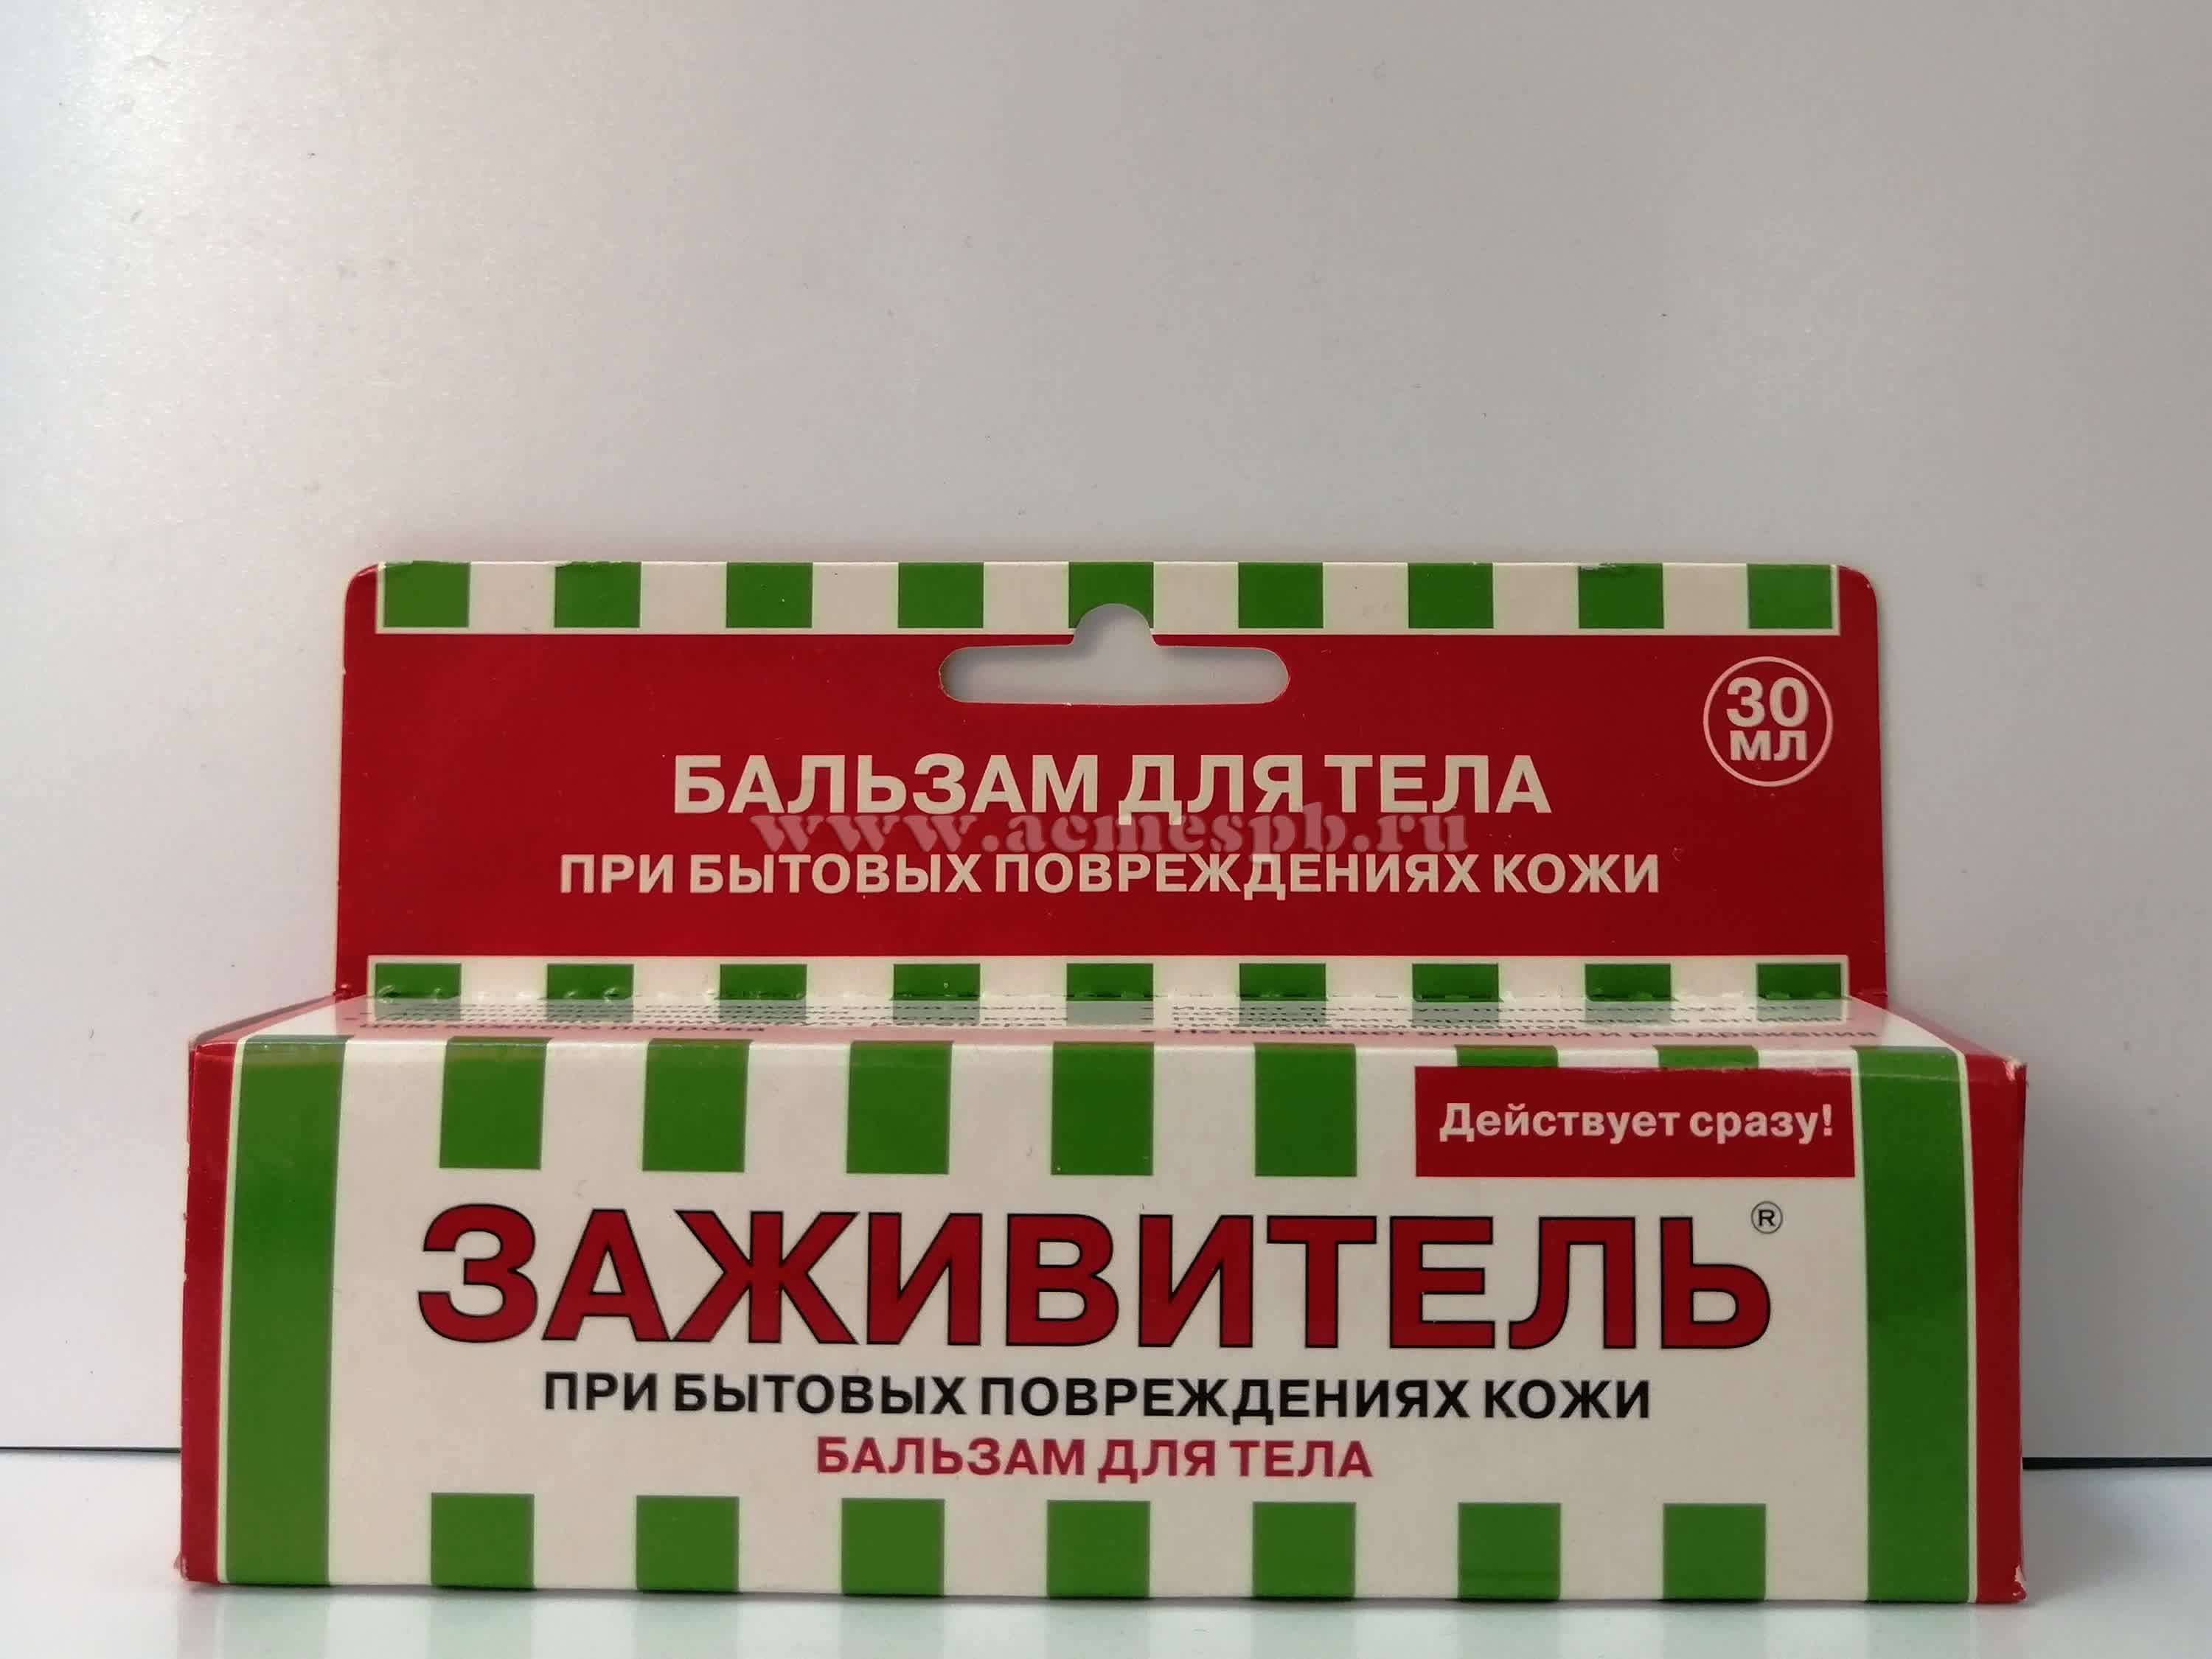 30
МЛ
БАЛЬЗАМ ДЛЯ ТЕЛА
www.acmespb.ru
ПРИ БЫТОВЫХ ПОВРЕЖДЕНИЯХ КОЖИ
Действует сразу!
ЗАЖИВИТЕЛЬ®
ПРИ БЫТОВЫХ ПОВРЕЖДЕНИЯХ КОЖИ
БАЛЬЗАМ ДЛЯ ТЕЛА